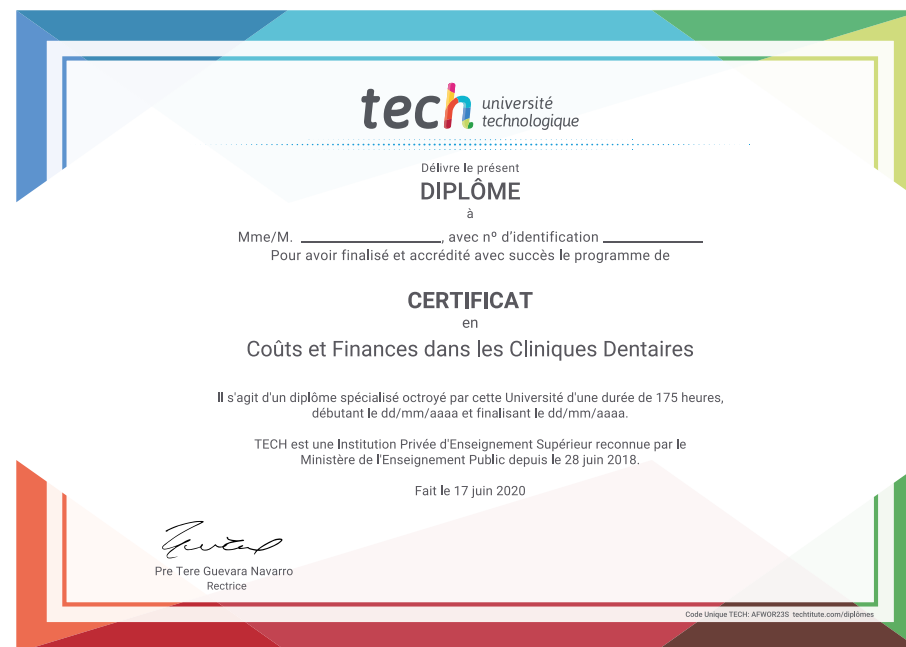 tech université
technologique
Délivre le présent
DIPLÔME
à
Mme/M. ____________________, avec nº d'identification ______________
Pour avoir finalisé et accrédité avec succès le programme de
CERTIFICAT
en
Coûts et Finances dans les Cliniques Dentaires
Il s'agit d'un diplôme spécialisé octroyé par cette Université d'une durée de 175 heures,
débutant le dd/mm/aaaa et finalisant le dd/mm/aaaa.
TECH est une Institution Privée d'Enseignement Supérieur reconnue par le
Ministère de l'Enseignement Public depuis le 28 juin 2018.
Fait le 17 juin 2020
Pre Tere Guevara Navarro
Rectrice
Code Unique TECH: AFWOR23S techtitute.com/diplômes